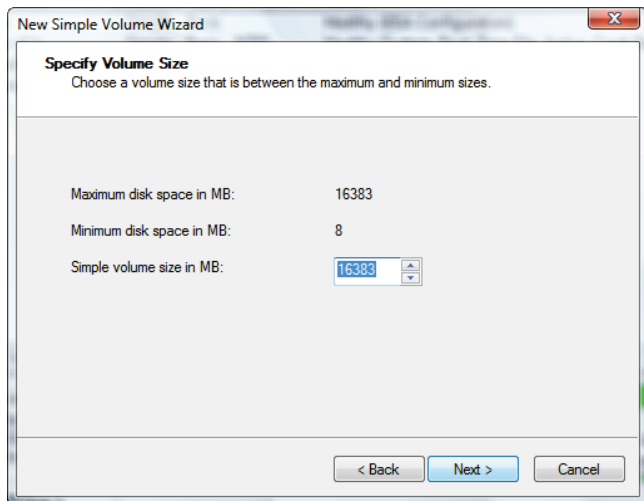 New Simple Volume Wizard
Specify Volume Size
Choose a volume size that is between the maximum and minimum sizes.
Maximum disk space in MB: 16383
Minimum disk space in MB: 8
Simple volume size in MB: 16383
< Back Next > Cancel